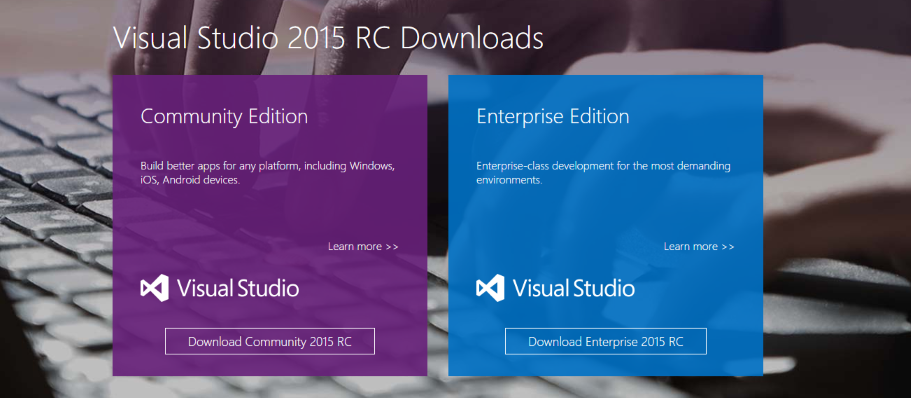 Visual Studio 2015 RC Downloads
Community Edition
Build better apps for any platform, including Windows,
iOS, Android devices.
Learn more >>
Visual Studio
Download Community 2015 RC
Enterprise Edition
Enterprise-class development for the most demanding
environments.
Learn more >>
Visual Studio
Download Enterprise 2015 RC